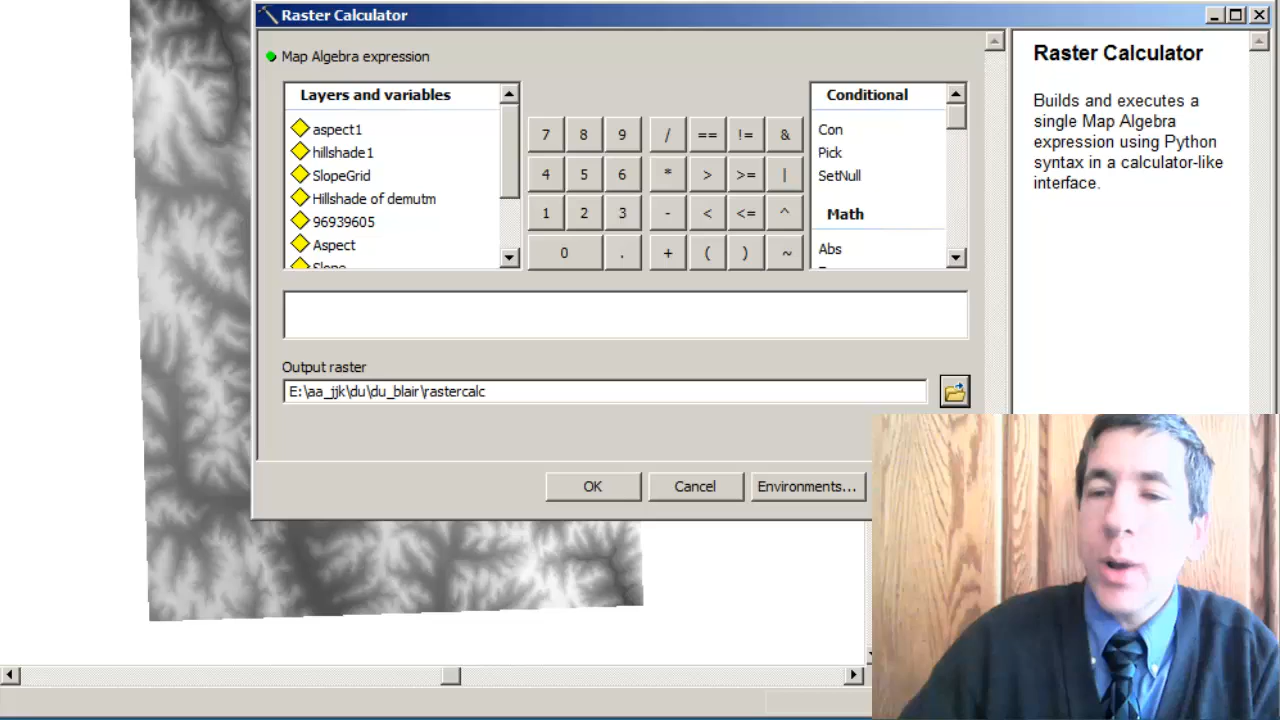 Raster Calculator
Map Algebra expression
Layers and variables
aspect1
hillshade1
SlopeGrid
Hillshade of demutm
96939605
Aspect
Slope
7 8 9 / == != &
4 5 6 * > >= |
1 2 3 - < <= ^
0 . + ( ) ~
Conditional
Con
Pick
SetNull
Math
Abs
Output raster
E:\aa_jjk\du\du_blair\rastercalc
OK Cancel Environments...
Raster Calculator
Builds and executes a
single Map Algebra
expression using Python
syntax in a calculator-like
interface.